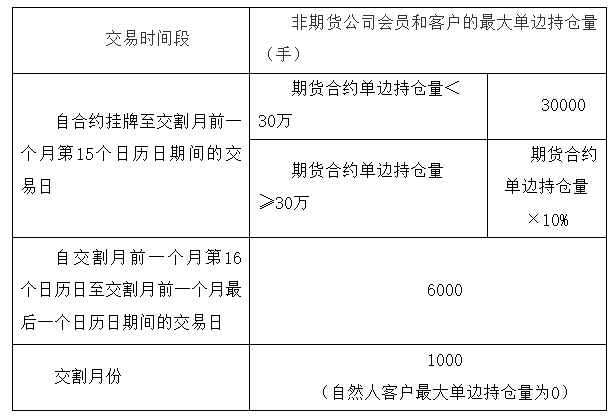 交易时间段
非期货公司会员和客户的最大单边持仓量
（手）
自合约挂牌至交割月前一
个月第15个日历日期间的交
易日
期货合约单边持仓量＜
30万
30000
期货合约单边持仓量
≥30万
期货合约
单边持仓量
×10%
自交割月前一个月第16
个日历日至交割月前一个月最
后一个日历日期间的交易日
6000
交割月份
1000
（自然人客户最大单边持仓量为0）